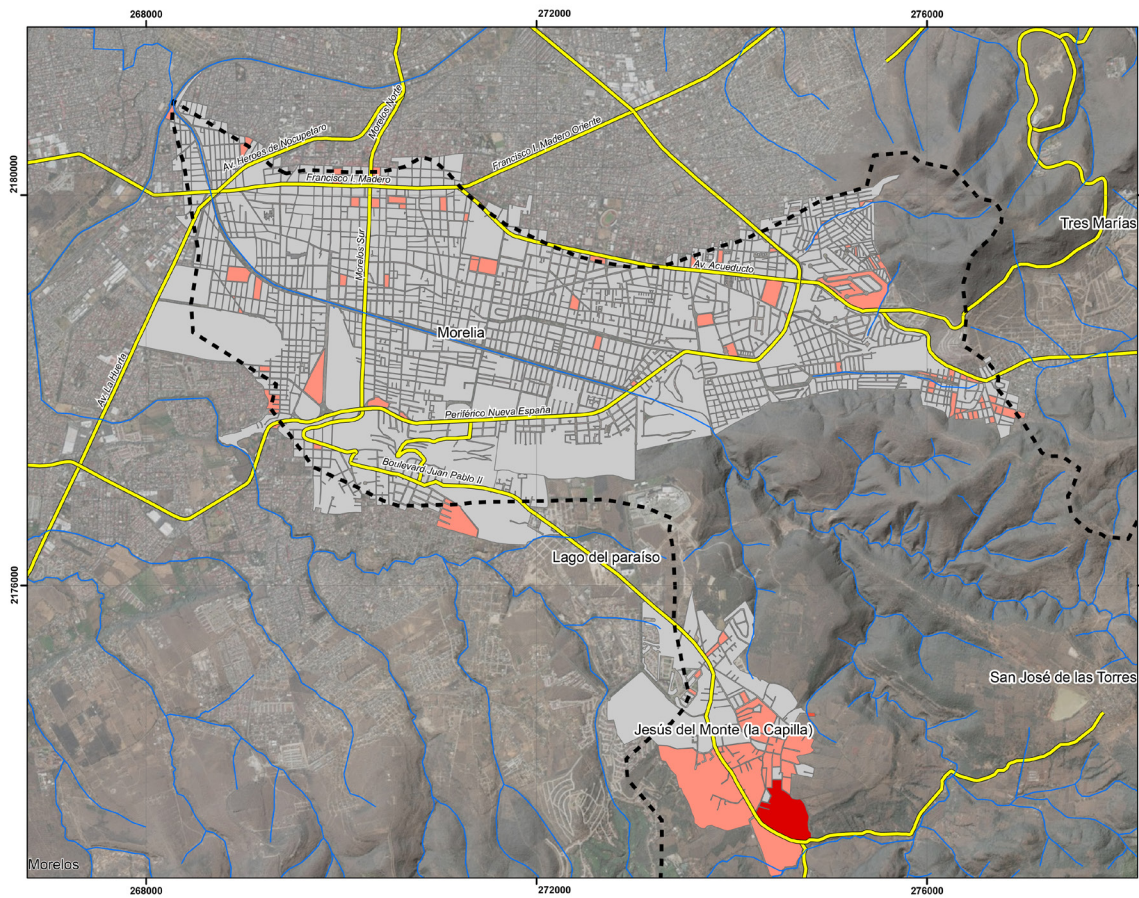 268000
272000
276000
2180000
2176000
Morelos Norte
Av. Heroés de Nocupétaro
Francisco I. Madero Oriente
Francisco I. Madero
Tres Marías
Morelos Sur
Av. Acueducto
Morelia
Av. La Huerta
Periférico Nueva España
Boulevard Juan Pablo II
Lago del paraíso
San José de las Torres
Jesús del Monte (la Capilla)
Morelos
268000
272000
276000